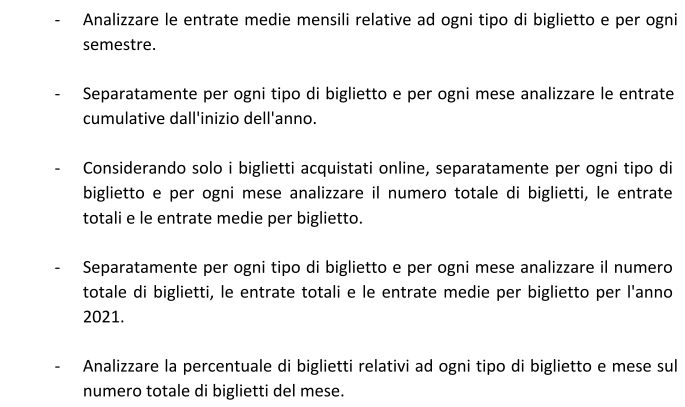 - Analizzare le entrate medie mensili relative ad ogni tipo di biglietto e per ogni
semestre.
- Separatamente per ogni tipo di biglietto e per ogni mese analizzare le entrate
cumulative dall'inizio dell'anno.
- Considerando solo i biglietti acquistati online, separatamente per ogni tipo di
biglietto e per ogni mese analizzare il numero totale di biglietti, le entrate
totali e le entrate medie per biglietto.
- Separatamente per ogni tipo di biglietto e per ogni mese analizzare il numero
totale di biglietti, le entrate totali e le entrate medie per biglietto per l'anno
2021.
- Analizzare la percentuale di biglietti relativi ad ogni tipo di biglietto e mese sul
numero totale di biglietti del mese.